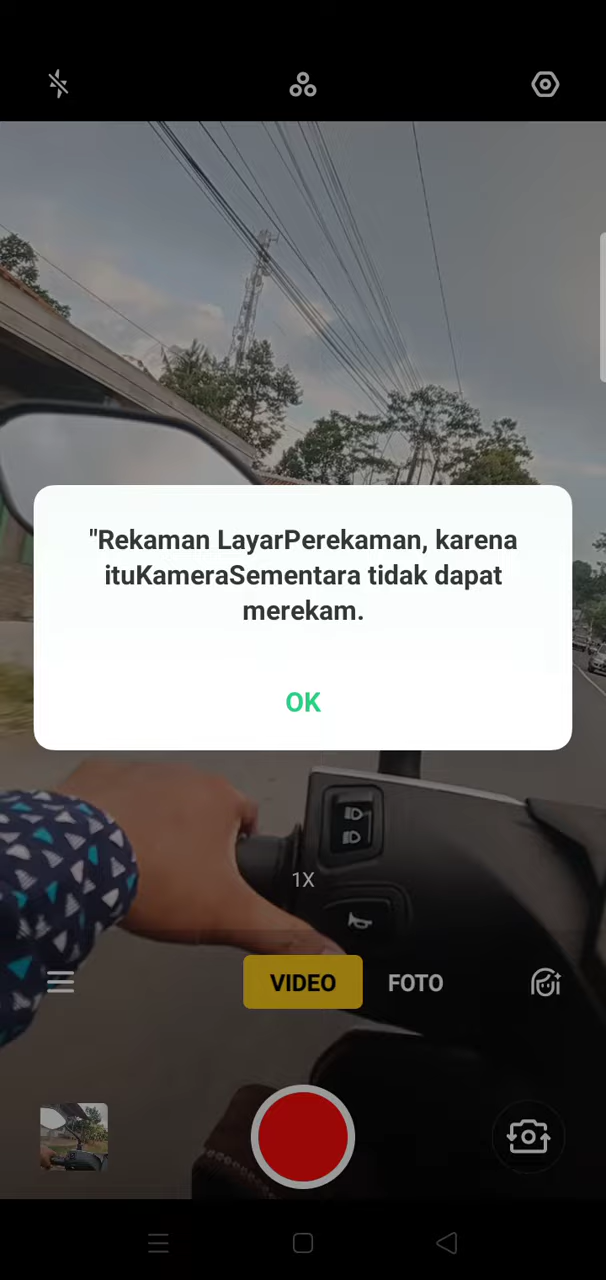 "Rekaman LayarPerekaman, karena
ituKameraSementara tidak dapat
merekam.
OK
1X
VIDEO
FOTO